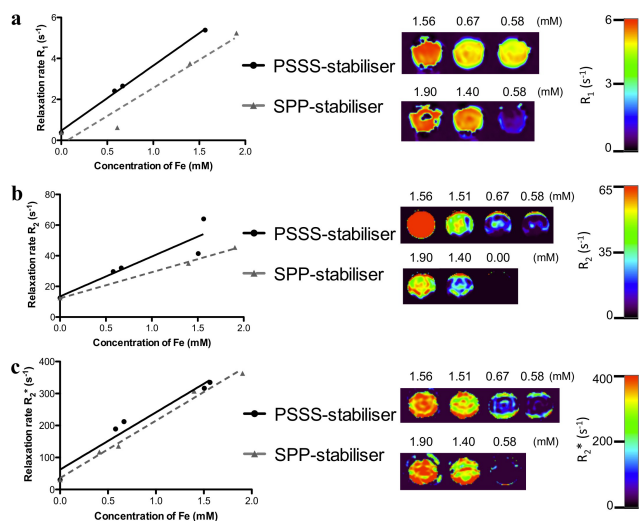 a
Relaxation rate R1 (s-1)
6
4
2
0
0.0 0.5 1.0 1.5 2.0
Concentration of Fe (mM)
PSSS-stabiliser
SPP-stabiliser
1.56 0.67 0.58 (mM)
1.90 1.40 0.58 (mM)
6
3
0
R1 (s-1)
b
Relaxation rate R2 (s-1)
80
60
40
20
0
0.0 0.5 1.0 1.5 2.0
Concentration of Fe (mM)
PSSS-stabiliser
SPP-stabiliser
1.56 1.51 0.67 0.58 (mM)
1.90 1.40 0.00 (mM)
65
35
0
R2 (s-1)
c
Relaxation rate R2* (s-1)
400
300
200
100
0
0.0 0.5 1.0 1.5 2.0
Concentration of Fe (mM)
PSSS-stabiliser
SPP-stabiliser
1.56 1.51 0.67 0.58 (mM)
1.90 1.40 0.58 (mM)
400
200
0
R2* (s-1)